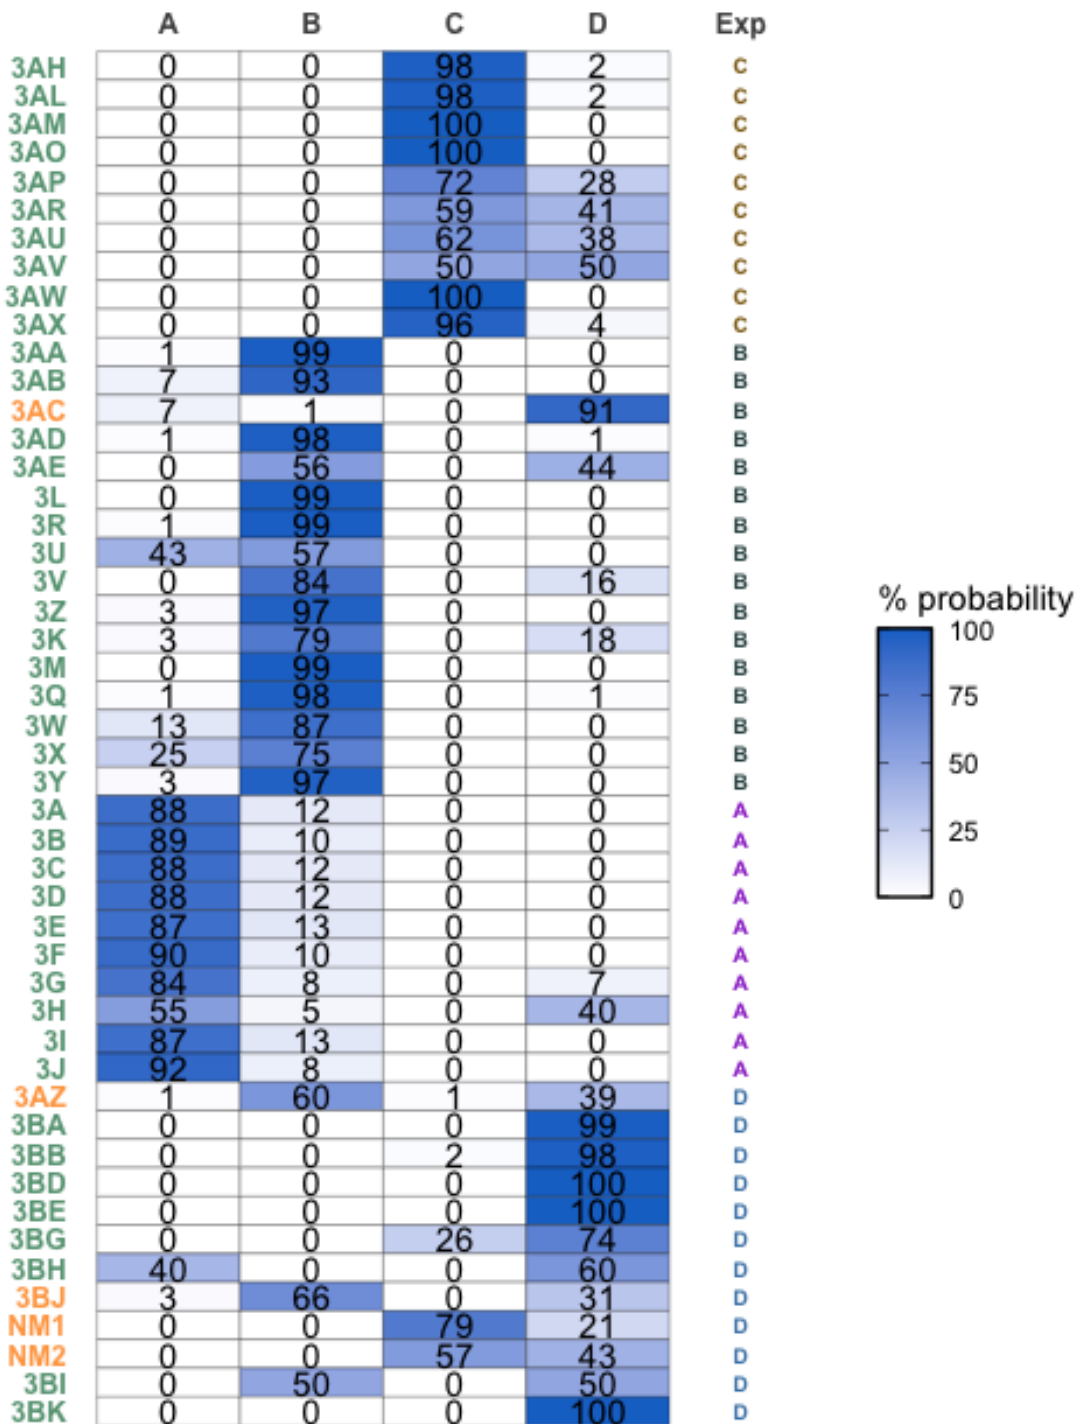 A B C D Exp
3AH 0 0 98 2 C
3AL 0 0 98 2 C
3AM 0 0 100 0 C
3AO 0 0 100 0 C
3AP 0 0 72 28 C
3AR 0 0 59 41 C
3AU 0 0 62 38 C
3AV 0 0 50 50 C
3AW 0 0 100 0 C
3AX 0 0 96 4 C
3AA 1 99 0 0 B
3AB 7 93 0 0 B
3AC 7 1 0 91 B
3AD 1 98 0 1 B
3AE 0 56 0 44 B
3L 0 99 0 0 B
3R 1 99 0 0 B
3U 43 57 0 0 B
3V 0 84 0 16 B
3Z 3 97 0 0 B
3K 3 79 0 18 B
3M 0 99 0 0 B
3Q 1 98 0 1 B
3W 13 87 0 0 B
3X 25 75 0 0 B
3Y 3 97 0 0 B
3A 88 12 0 0 A
3B 89 10 0 0 A
3C 88 12 0 0 A
3D 88 12 0 0 A
3E 87 13 0 0 A
3F 90 10 0 0 A
3G 84 8 0 7 A
3H 55 5 0 40 A
3I 87 13 0 0 A
3J 92 8 0 0 A
3AZ 1 60 1 39 D
3BA 0 0 0 99 D
3BB 0 0 2 98 D
3BD 0 0 0 100 D
3BE 0 0 0 100 D
3BG 0 0 26 74 D
3BH 40 0 0 60 D
3BJ 3 66 0 31 D
NM1 0 0 79 21 D
NM2 0 0 57 43 D
3BI 0 50 0 50 D
3BK 0 0 0 100 D
% probability
100
75
50
25
0